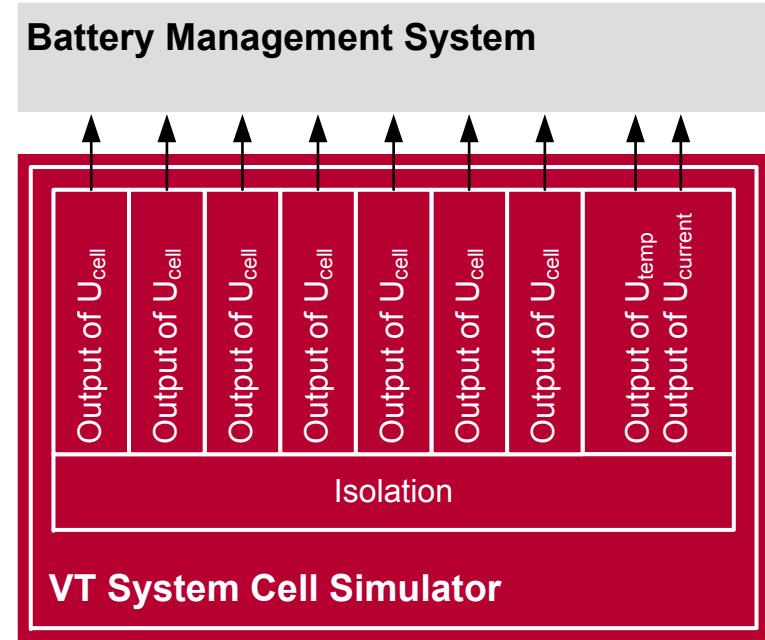 Battery Management System
Output of Ucell
Output of Ucell
Output of Ucell
Output of Ucell
Output of Ucell
Output of Ucell
Output of Ucell
Output of Utemp
Output of Ucurrent
Isolation
VT System Cell Simulator